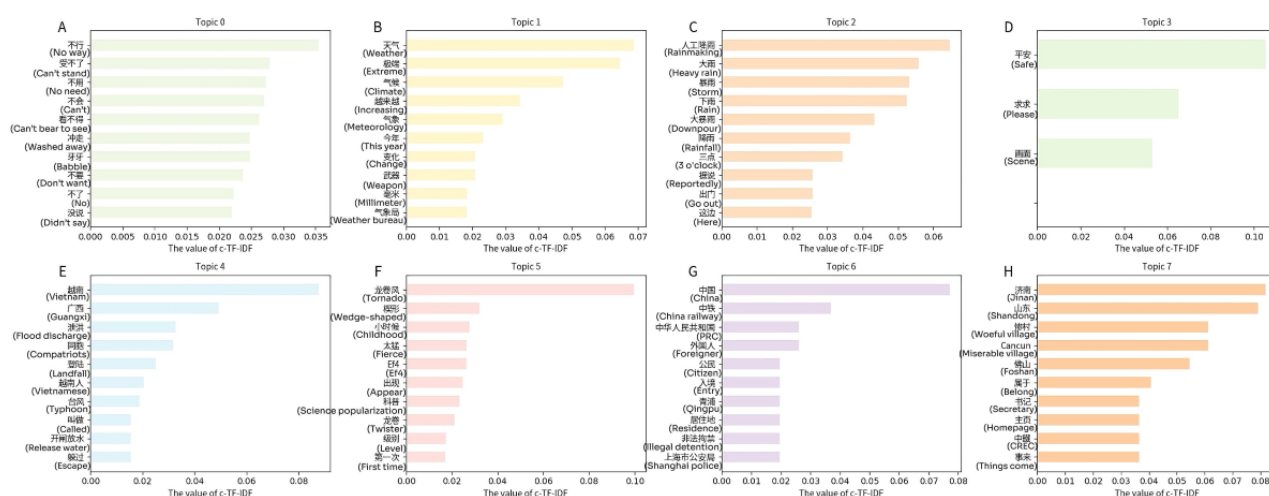 A
Topic 0
不行
(No way)
受不了
(Can't stand)
不用
(No need)
不会
(Can't)
看不得
(Can't bear to see)
冲走
(Washed away)
牙牙
(Babble)
不要
(Don't want)
不了
(No)
没说
(Didn't say)
0.000 0.005 0.010 0.015 0.020 0.025 0.030 0.035
The value of c-TF-IDF
B
Topic 1
天气
(Weather)
极端
(Extreme)
气候
(Climate)
越来越
(Increasing)
气象
(Meteorology)
今年
(This year)
变化
(Change)
武器
(Weapon)
毫米
(Millimeter)
气象局
(Weather bureau)
0.00 0.01 0.02 0.03 0.04 0.05 0.06 0.07
The value of c-TF-IDF
C
Topic 2
人工降雨
(Rainmaking)
大雨
(Heavy rain)
暴雨
(Storm)
下雨
(Rain)
大暴雨
(Downpour)
降雨
(Rainfall)
三点
(3 o'clock)
据说
(Reportedly)
出门
(Go out)
这边
(Here)
0.00 0.01 0.02 0.03 0.04 0.05 0.06
The value of c-TF-IDF
D
Topic 3
平安
(Safe)
求求
(Please)
画面
(Scene)
0.00 0.02 0.04 0.06 0.08 0.10
The value of c-TF-IDF
E
Topic 4
越南
(Vietnam)
广西
(Guangxi)
泄洪
(Flood discharge)
同胞
(Compatriots)
登陆
(Landfall)
越南人
(Vietnamese)
台风
(Typhoon)
叫做
(Called)
开闸放水
(Release water)
躲过
(Escape)
0.00 0.02 0.04 0.06 0.08
The value of c-TF-IDF
F
Topic 5
龙卷风
(Tornado)
楔形
(Wedge-shaped)
小时候
(Childhood)
太猛
(Fierce)
Ef4
(Ef4)
出现
(Appear)
科普
(Science popularization)
龙卷
(Twister)
级别
(Level)
第一次
(First time)
0.00 0.02 0.04 0.06 0.08 0.10
The value of c-TF-IDF
G
Topic 6
中国
(China)
中铁
(China railway)
中华人民共和国
(PRC)
外国人
(Foreigner)
公民
(Citizen)
入境
(Entry)
青浦
(Qingpu)
居住地
(Residence)
非法拘禁
(Illegal detention)
上海市公安局
(Shanghai police)
0.00 0.01 0.02 0.03 0.04 0.05 0.06 0.07 0.08
The value of c-TF-IDF
H
Topic 7
济南
(Jinan)
山东
(Shandong)
(Woeful village)
Cancun
(Miserable village)
佛山
(Foshan)
属于
(Belong)
书记
(Secretary)
主页
(Homepage)
(CREC)
事来
(Things come)
0.00 0.01 0.02 0.03 0.04 0.05 0.06 0.07 0.08
The value of c-TF-IDF